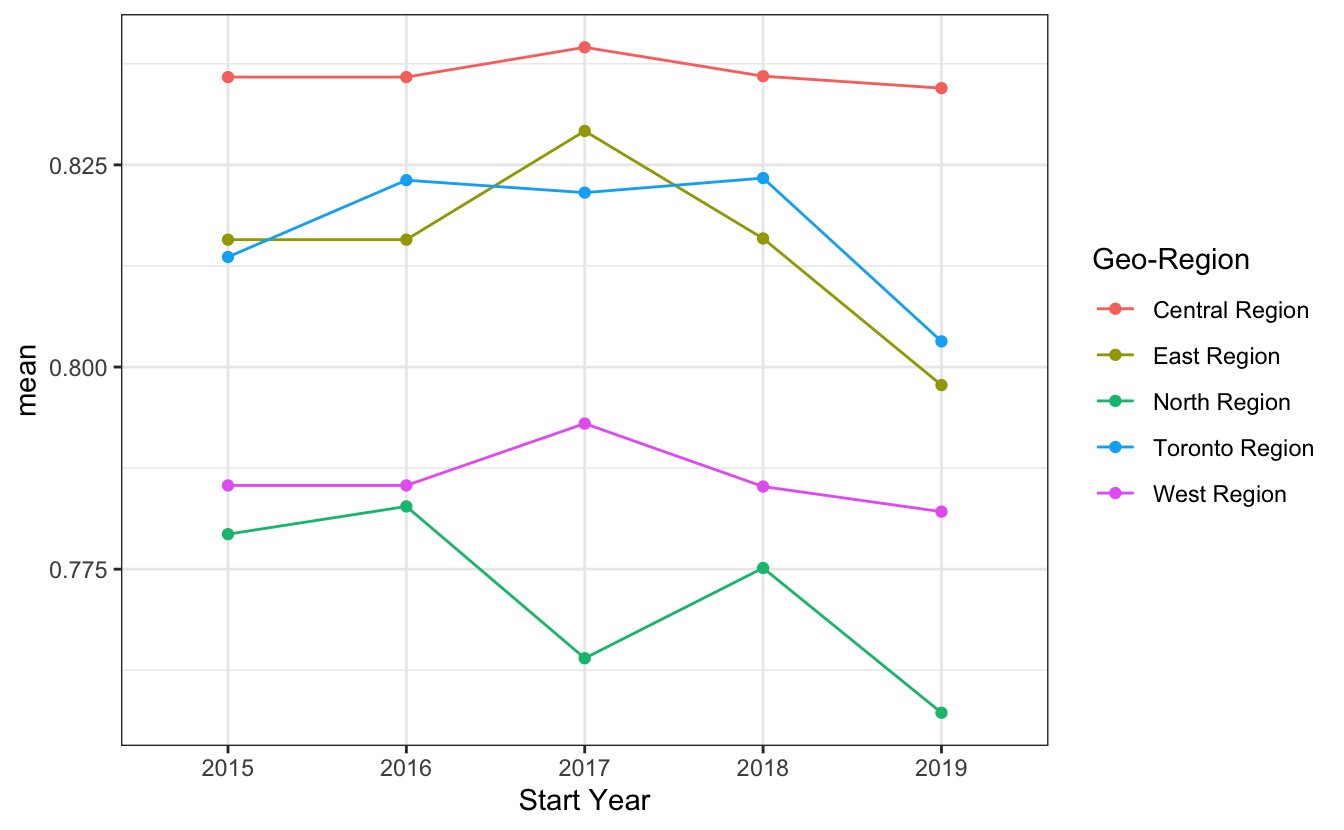 0.825
0.800
0.775
mean
2015 2016 2017 2018 2019
Start Year
Geo-Region
Central Region
East Region
North Region
Toronto Region
West Region